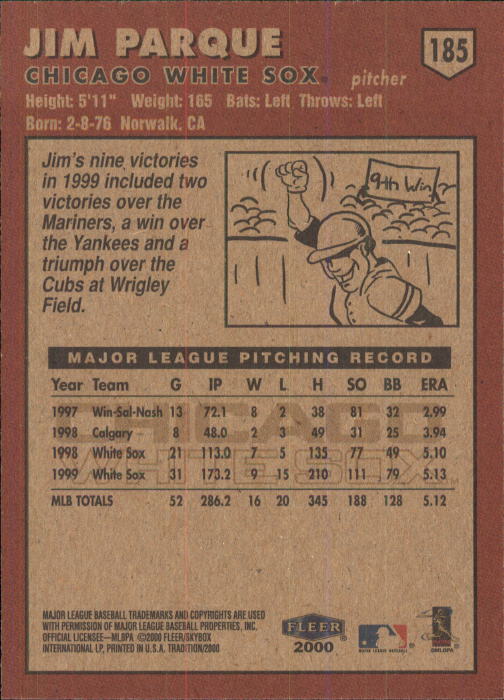 JIM PARQUE
185
CHICAGO WHITE SOX pitcher
Height: 5'11" Weight: 165 Bats: Left Throws: Left
Born: 2-8-76 Norwalk, CA
Jim's nine victories
in 1999 included two
victories over the
Mariners, a win over
the Yankees and a
triumph over the
Cubs at Wrigley
Field.
9th Win
MAJOR LEAGUE PITCHING RECORD
Year Team G IP W L H SO BB ERA
1997 Win-Sal-Nash 13 72.1 8 2 38 81 32 2.99
1998 Calgary 8 48.0 2 3 49 31 25 3.94
1998 White Sox 21 113.0 7 5 135 77 49 5.10
1999 White Sox 31 173.2 9 15 210 111 79 5.13
MLB TOTALS 52 286.2 16 20 345 188 128 5.12
CHICAGO
WHITE SOX
MAJOR LEAGUE BASEBALL TRADEMARKS AND COPYRIGHTS ARE USED
WITH PERMISSION OF MAJOR LEAGUE BASEBALL PROPERTIES, INC.
OFFICIAL LICENSEE—MLBPA ©2000 FLEER/SKYBOX
INTERNATIONAL LP, PRINTED IN U.S.A. TRADITION/2000
FLEER
2000
MAJOR LEAGUE BASEBALL
©MLBPA